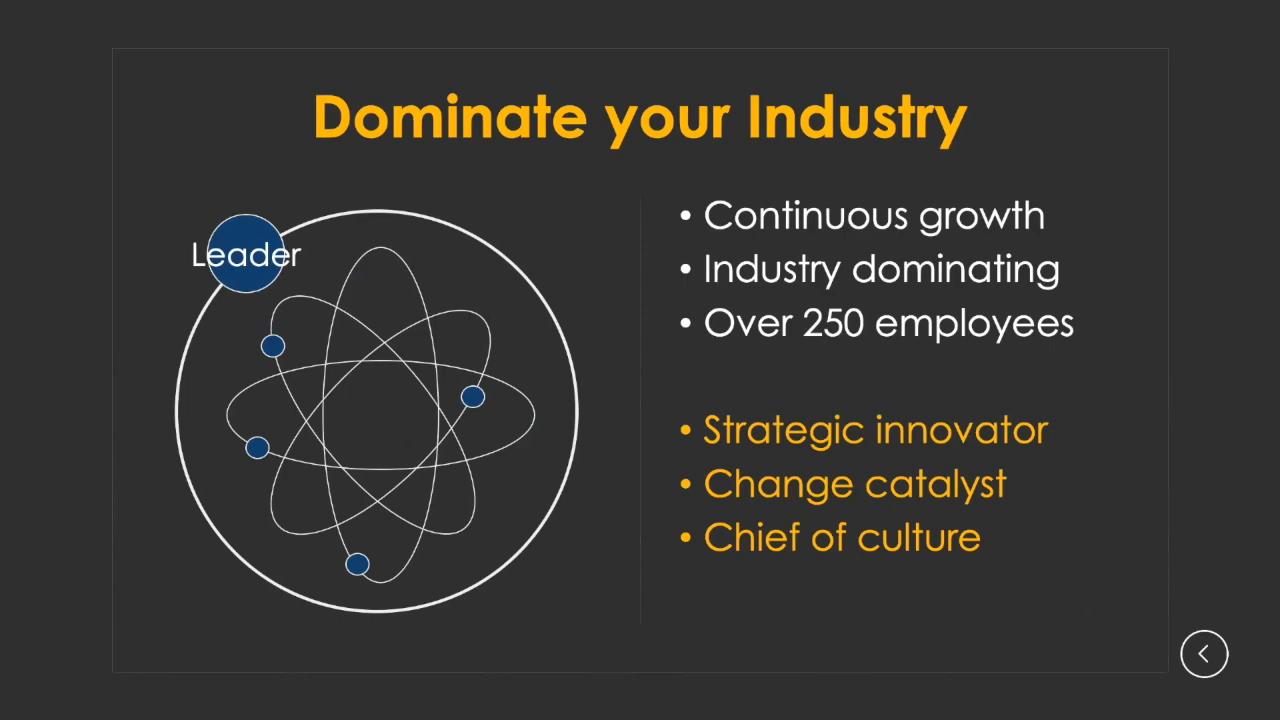 Dominate your Industry
Leader
• Continuous growth
• Industry dominating
• Over 250 employees
• Strategic innovator
• Change catalyst
• Chief of culture